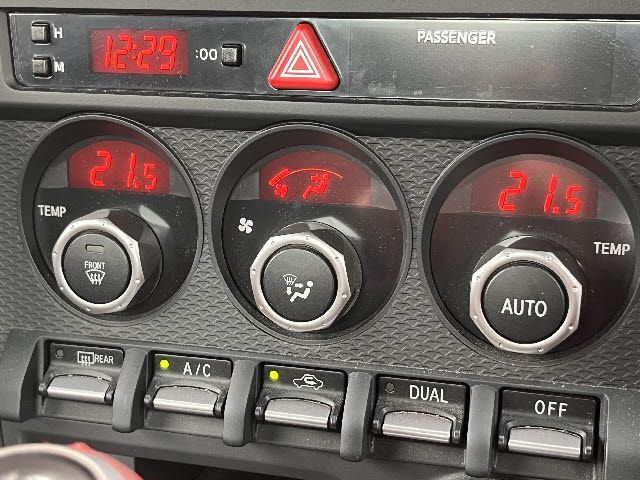 H
12:29
:00
M
PASSENGER
21.5
21.5
TEMP
TEMP
FRONT
AUTO
REAR
A/C
DUAL
OFF